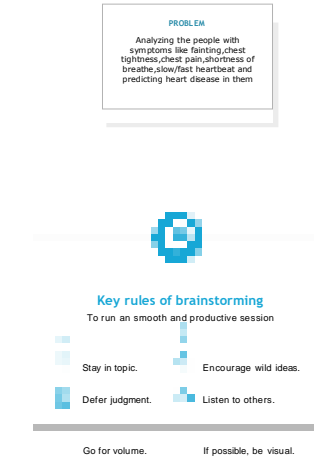 PROBLEM
Analyzing the people with
symptoms like fainting,chest
tightness,chest pain,shortness of
breathe,slow/fast heartbeat and
predicting heart disease in them
Key rules of brainstorming
To run an smooth and productive session
Stay in topic.
Encourage wild ideas.
Defer judgment.
Listen to others.
Go for volume.
If possible, be visual.